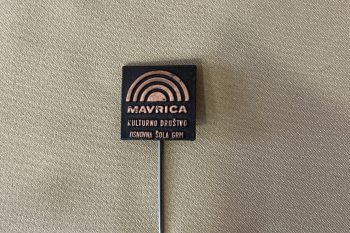 MAVRICA
KULTURNO DRUŠTVO
OSNOVNA ŠOLA GRM